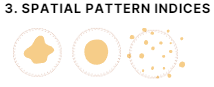 3. SPATIAL PATTERN INDICES